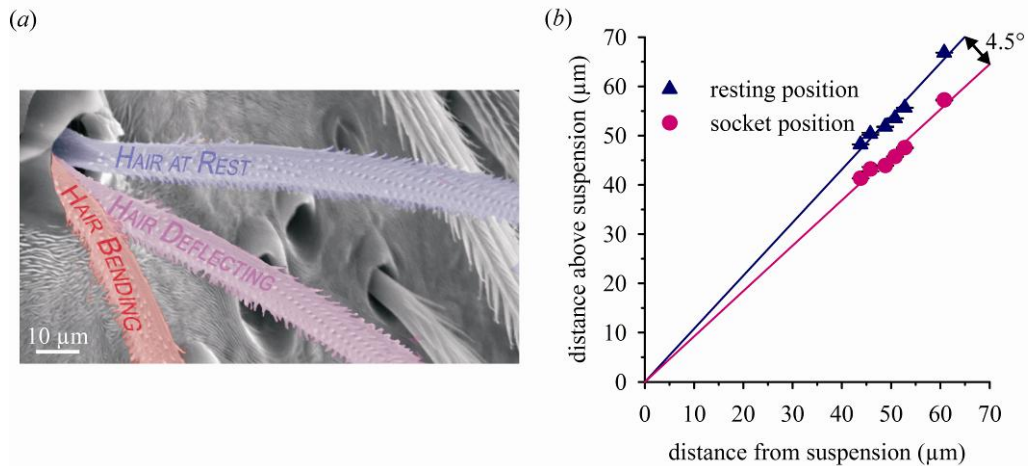 (a)
HAIR AT REST
HAIR DEFLECTING
HAIR BENDING
10 µm
(b)
70
60
50
40
30
20
10
0
distance above suspension (µm)
4.5°
resting position
socket position
0 10 20 30 40 50 60 70
distance from suspension (µm)